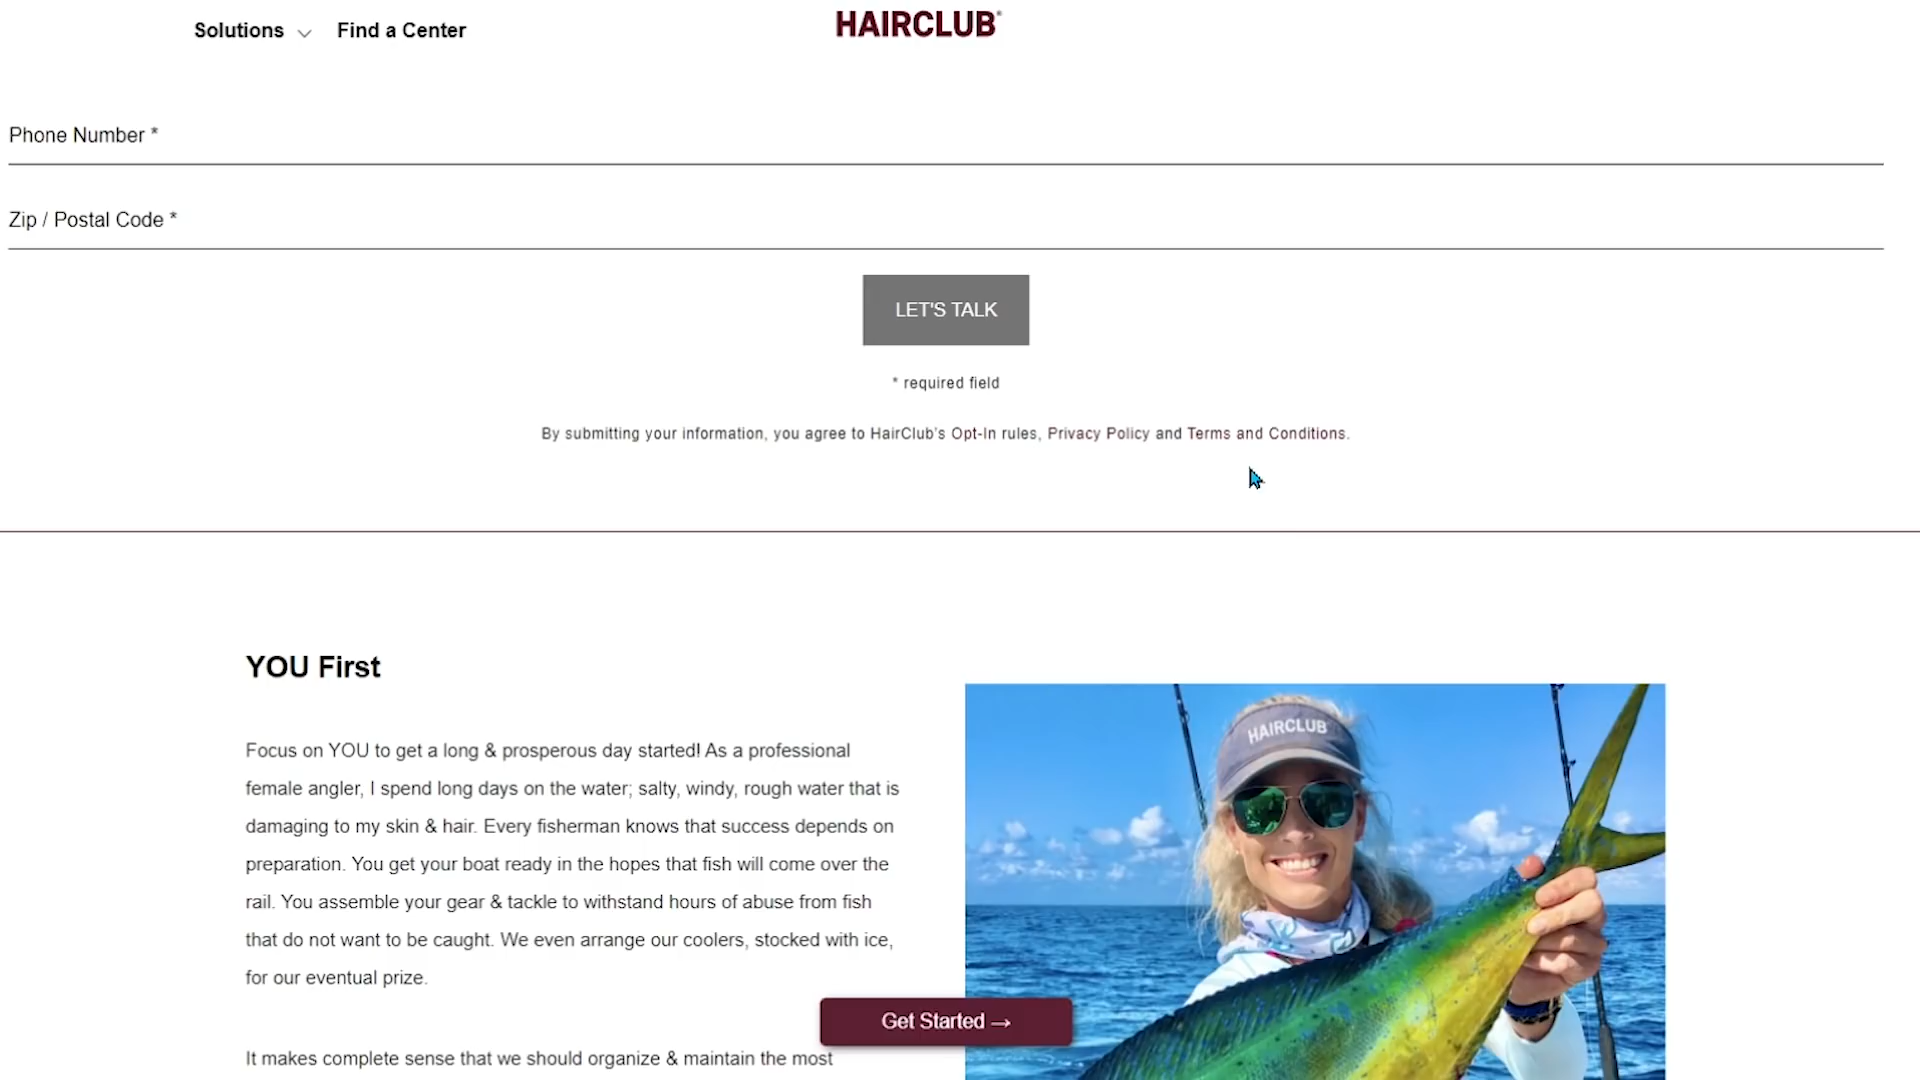 Solutions Find a Center HAIRCLUB®
Phone Number *
Zip / Postal Code *
LET'S TALK
* required field
By submitting your information, you agree to HairClub's Opt-In rules, Privacy Policy and Terms and Conditions.
YOU First
Focus on YOU to get a long & prosperous day started! As a professional
female angler, I spend long days on the water; salty, windy, rough water that is
damaging to my skin & hair. Every fisherman knows that success depends on
preparation. You get your boat ready in the hopes that fish will come over the
rail. You assemble your gear & tackle to withstand hours of abuse from fish
that do not want to be caught. We even arrange our coolers, stocked with ice,
for our eventual prize.
It makes complete sense that we should organize & maintain the most
HAIRCLUB
Get Started →